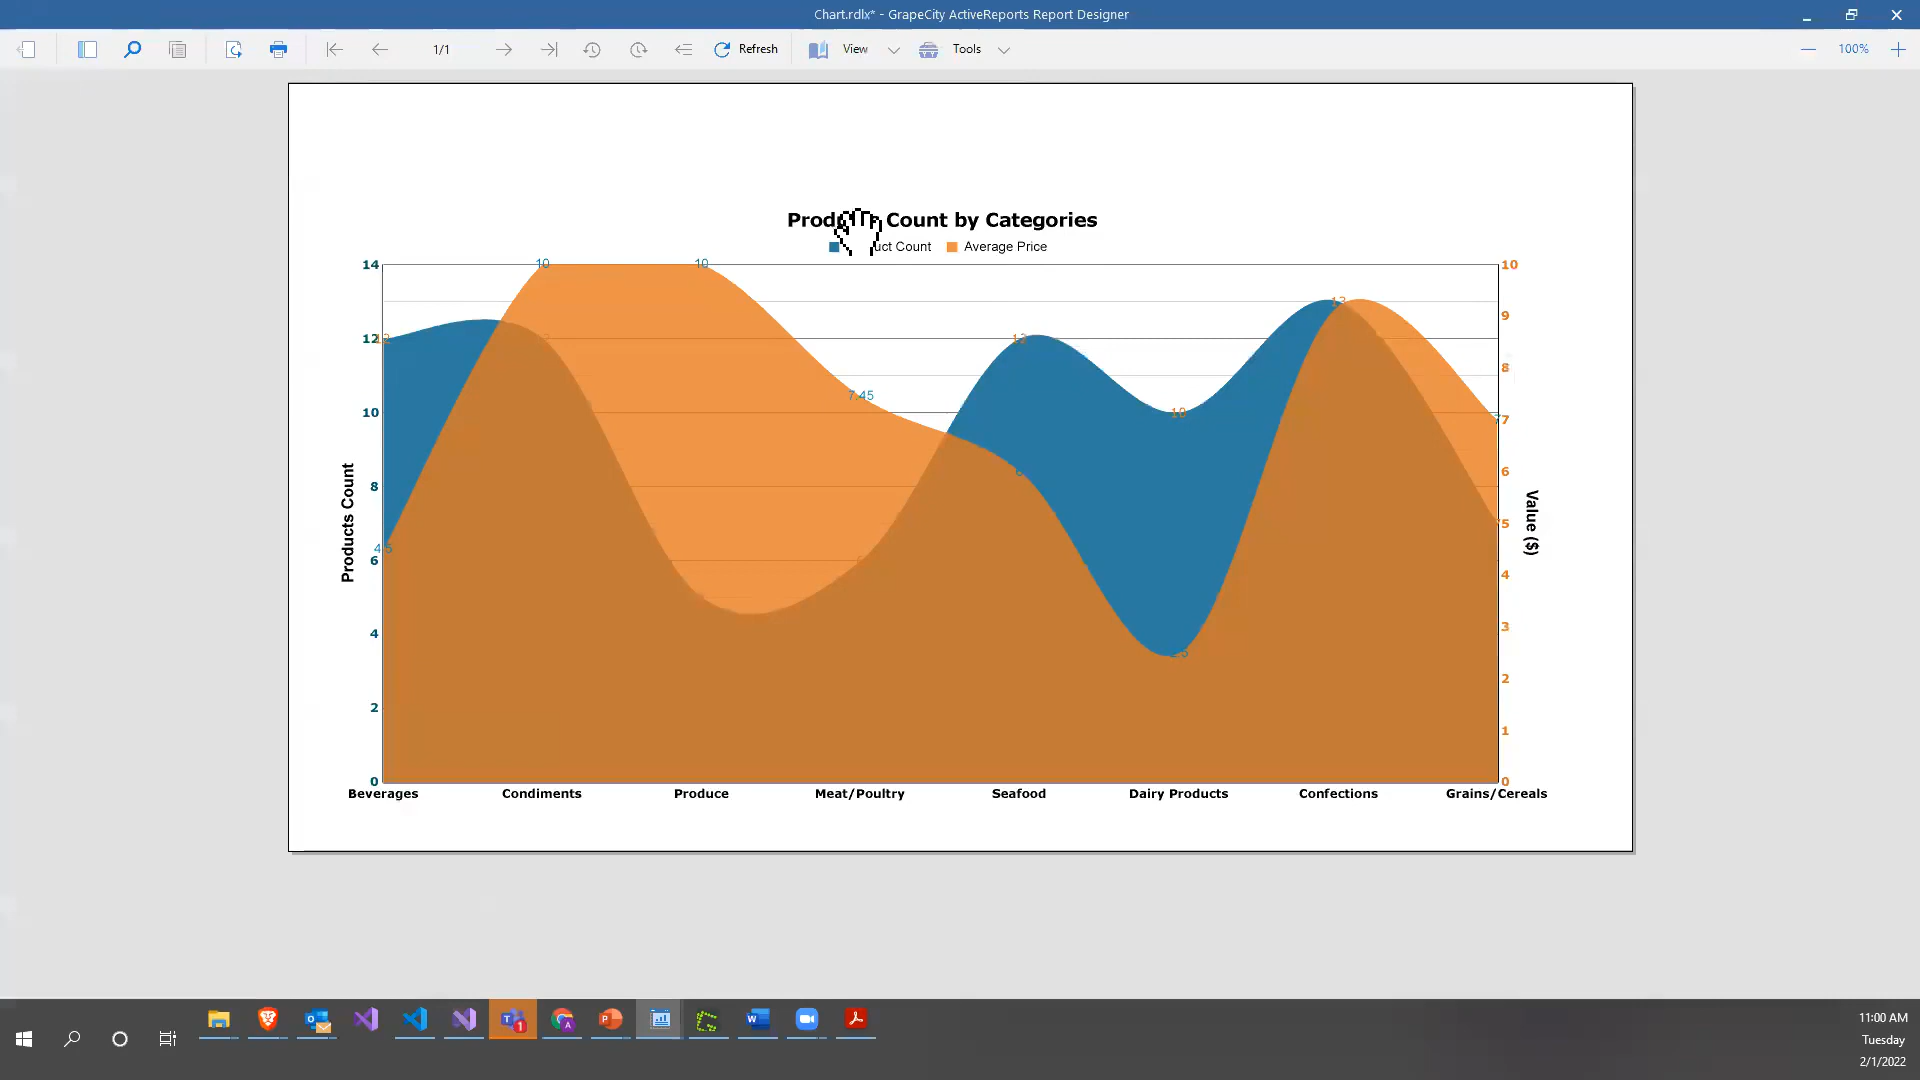 Chart.rdlx* - GrapeCity ActiveReports Report Designer
1/1
Refresh
View
Tools
100%
Count by Categories
Count
Average Price
14
12
10
8
6
4
2
0
Products Count
10
9
8
7
6
5
4
3
2
1
0
Value ($)
10
10
7.45
4.5
10
Beverages
Condiments
Produce
Meat/Poultry
Seafood
Dairy Products
Confections
Grains/Cereals
11:00 AM
Tuesday
2/1/2022